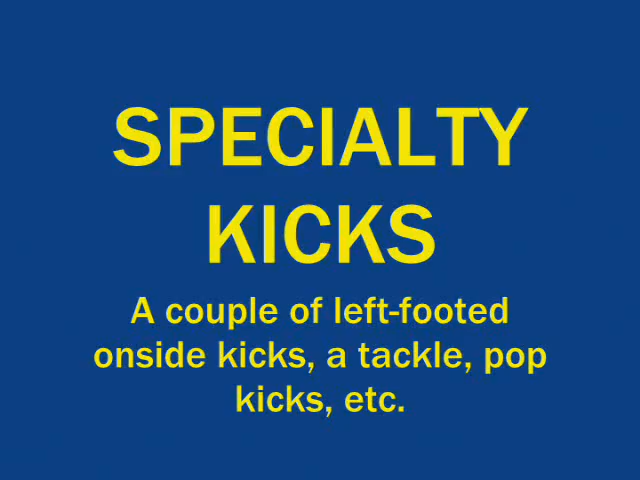 SPECIALTY
KICKS
A couple of left-footed
onside kicks, a tackle, pop
kicks, etc.